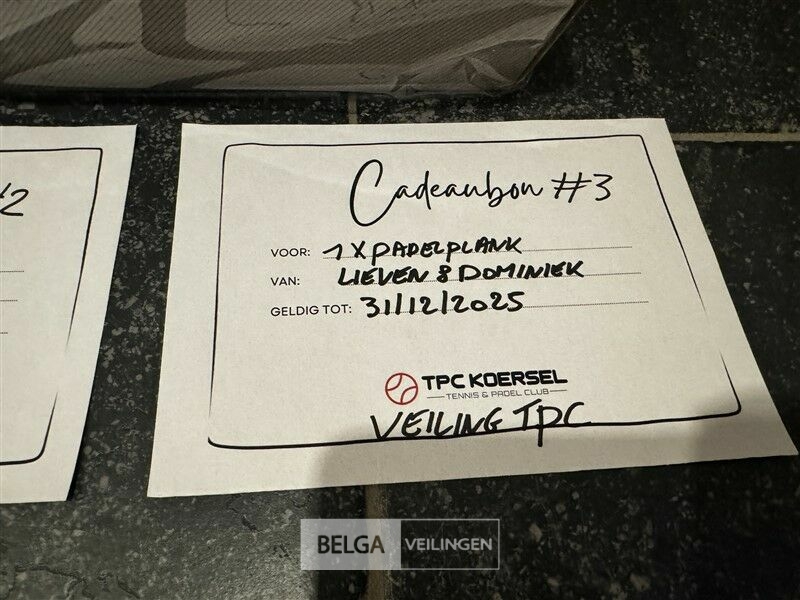 Cadeaubon #3
VOOR: 1 X PADELPLANK
VAN: LIEVEN & DOMINIEK
GELDIG TOT: 31/12/2025
TPC KOERSEL
TENNIS & PADEL CLUB
VEILING TPC
BELGA VEILINGEN